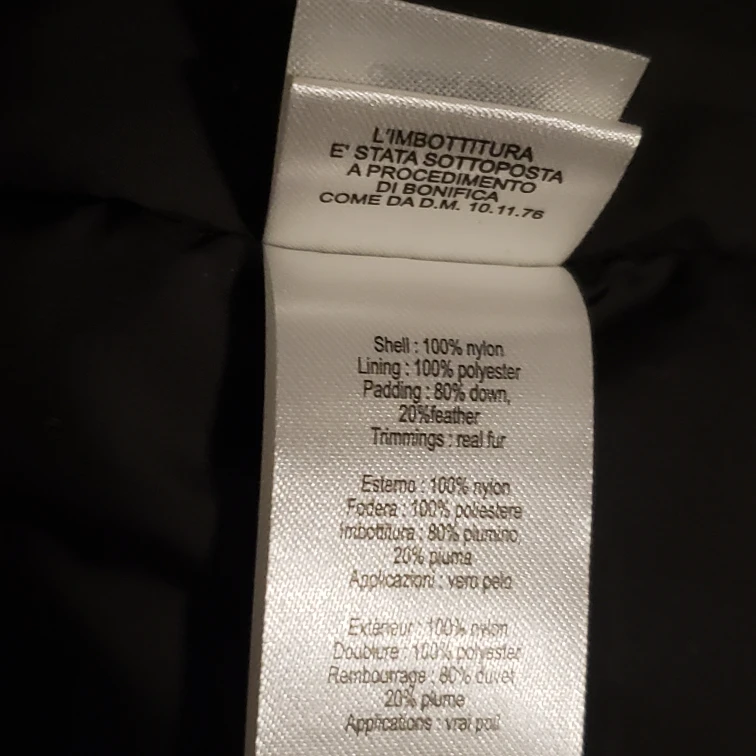 L'IMBOTTITURA
E' STATA SOTTOPOSTA
A PROCEDIMENTO
DI BONIFICA
COME DA D.M. 10.11.76
Shell : 100% nylon
Lining : 100% polyester
Padding : 80% down,
20%feather
Trimmings : real fur
Esterno : 100% nylon
Fodera : 100% poliestere
Imbottitura : 80% piumino,
20% piuma
Applicazioni : vero pelo
Extérieur : 100% nylon
Doublure : 100% polyester
Rembourrage : 80% duvet,
20% plume
Applications : vrai poil